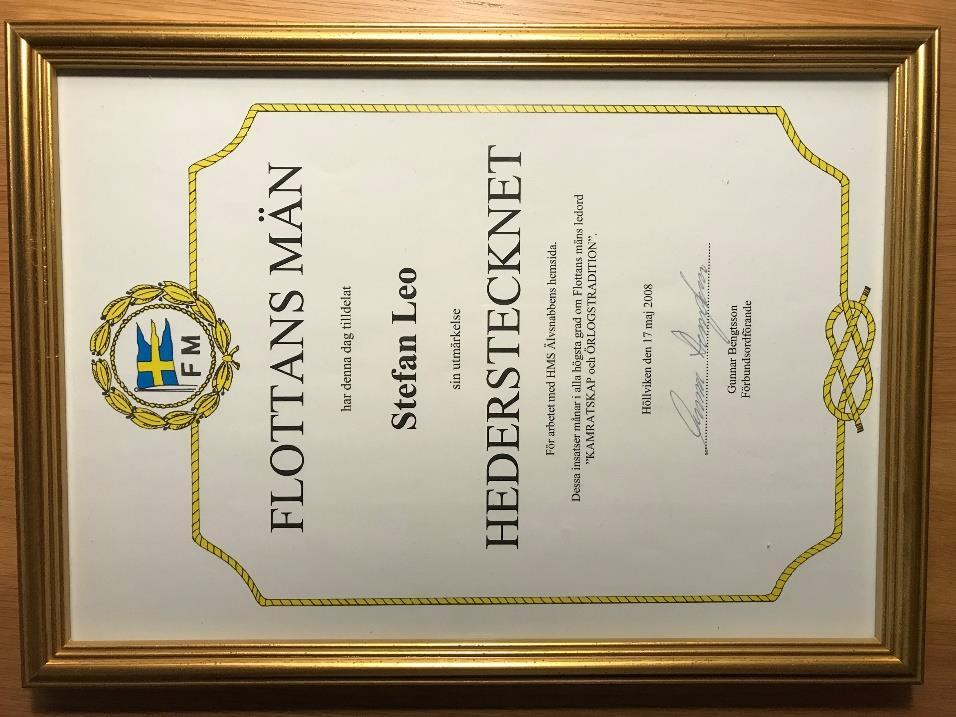 FM
FLOTTANS MÄN
har denna dag tilldelat
Stefan Leo
sin utmärkelse
HEDERSTECKNET
För arbetet med HMS Älvsnabbens hemsida.
Dessa insatser månar i alla högsta grad om Flottans mäns ledord
"KAMRATSKAP och ÖRLOGSTRADITION".
Höllviken den 17 maj 2008
Gunnar Bengtsson
Förbundsordförande